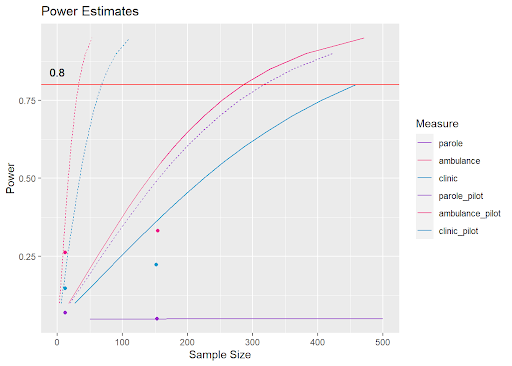 Power Estimates
0.8
0.75
0.50
0.25
Power
0
100
200
300
400
500
Sample Size
Measure
parole
ambulance
clinic
parole_pilot
ambulance_pilot
clinic_pilot